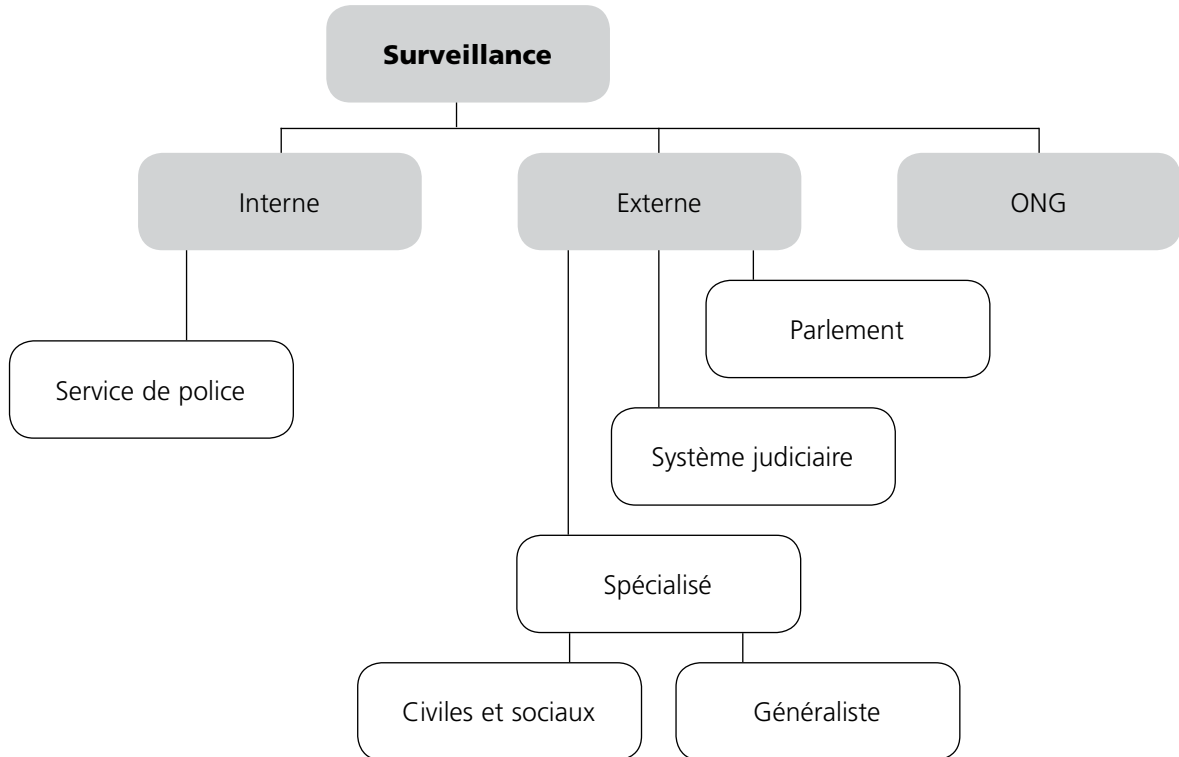 Surveillance
Interne
Externe
ONG
Parlement
Service de police
Système judiciaire
Spécialisé
Civiles et sociaux
Généraliste